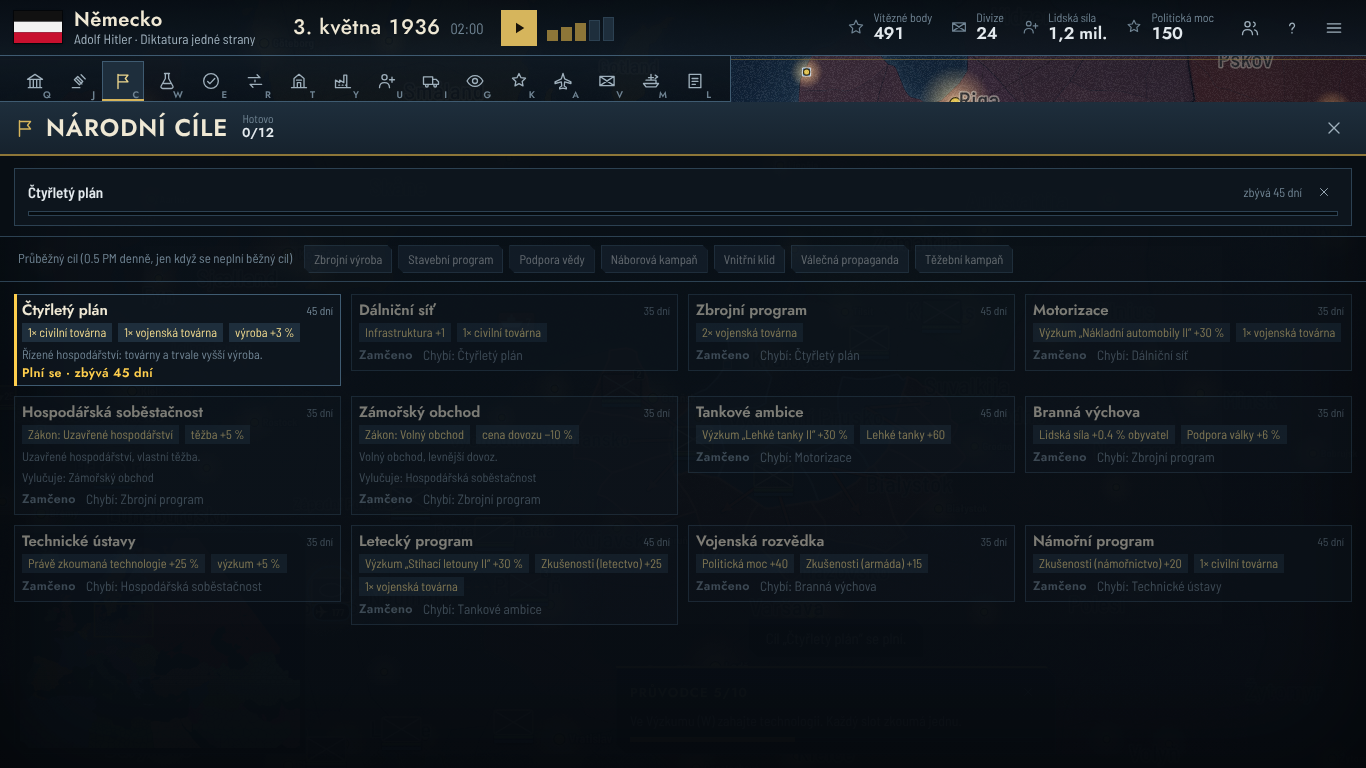 Německo
Adolf Hitler · Diktatura jedné strany
3. května 1936 02:00
Vítězné body
491
Divize
24
Lidská síla
1,2 mil.
Politická moc
150
?
Q J C W E R T Y U I G K A V M L
Pskov
Riga
NÁRODNÍ CÍLE
Hotovo
0/12
Čtyřletý plán
zbývá 45 dní
Průběžný cíl (0.5 PM denně, jen když se neplní běžný cíl)
Zbrojní výroba
Stavební program
Podpora vědy
Náborová kampaň
Vnitřní klid
Válečná propaganda
Těžební kampaň
Čtyřletý plán 45 dní
1× civilní továrna 1× vojenská továrna výroba +3 %
Řízené hospodářství: továrny a trvale vyšší výroba.
Plní se · zbývá 45 dní
Dálniční síť 35 dní
Infrastruktura +1 1× civilní továrna
Zamčeno Chybí: Čtyřletý plán
Zbrojní program 35 dní
2× vojenská továrna
Zamčeno Chybí: Čtyřletý plán
Motorizace 35 dní
Výzkum „Nákladní automobily II“ +30 % 1× vojenská továrna
Zamčeno Chybí: Dálniční síť
Hospodářská soběstačnost 35 dní
Zákon: Uzavřené hospodářství těžba +5 %
Uzavřené hospodářství, vlastní těžba.
Vylučuje: Zámořský obchod
Zamčeno Chybí: Zbrojní program
Zámořský obchod 35 dní
Zákon: Volný obchod cena dovozu −10 %
Volný obchod, levnější dovoz.
Vylučuje: Hospodářská soběstačnost
Zamčeno Chybí: Zbrojní program
Tankové ambice 45 dní
Výzkum „Lehké tanky II“ +30 % Lehké tanky +60
Zamčeno Chybí: Motorizace
Branná výchova 35 dní
Lidská síla +0.4 % obyvatel Podpora války +6 %
Zamčeno Chybí: Zbrojní program
Technické ústavy 35 dní
Právě zkoumaná technologie +25 % výzkum +5 %
Zamčeno Chybí: Hospodářská soběstačnost
Letecký program 45 dní
Výzkum „Stíhací letouny II“ +30 % Zkušenosti (letectvo) +25
1× vojenská továrna
Zamčeno Chybí: Tankové ambice
Vojenská rozvědka 35 dní
Politická moc +40 Zkušenosti (armáda) +15
Zamčeno Chybí: Branná výchova
Námořní program 45 dní
Zkušenosti (námořnictvo) +20 1× civilní továrna
Zamčeno Chybí: Technické ústavy